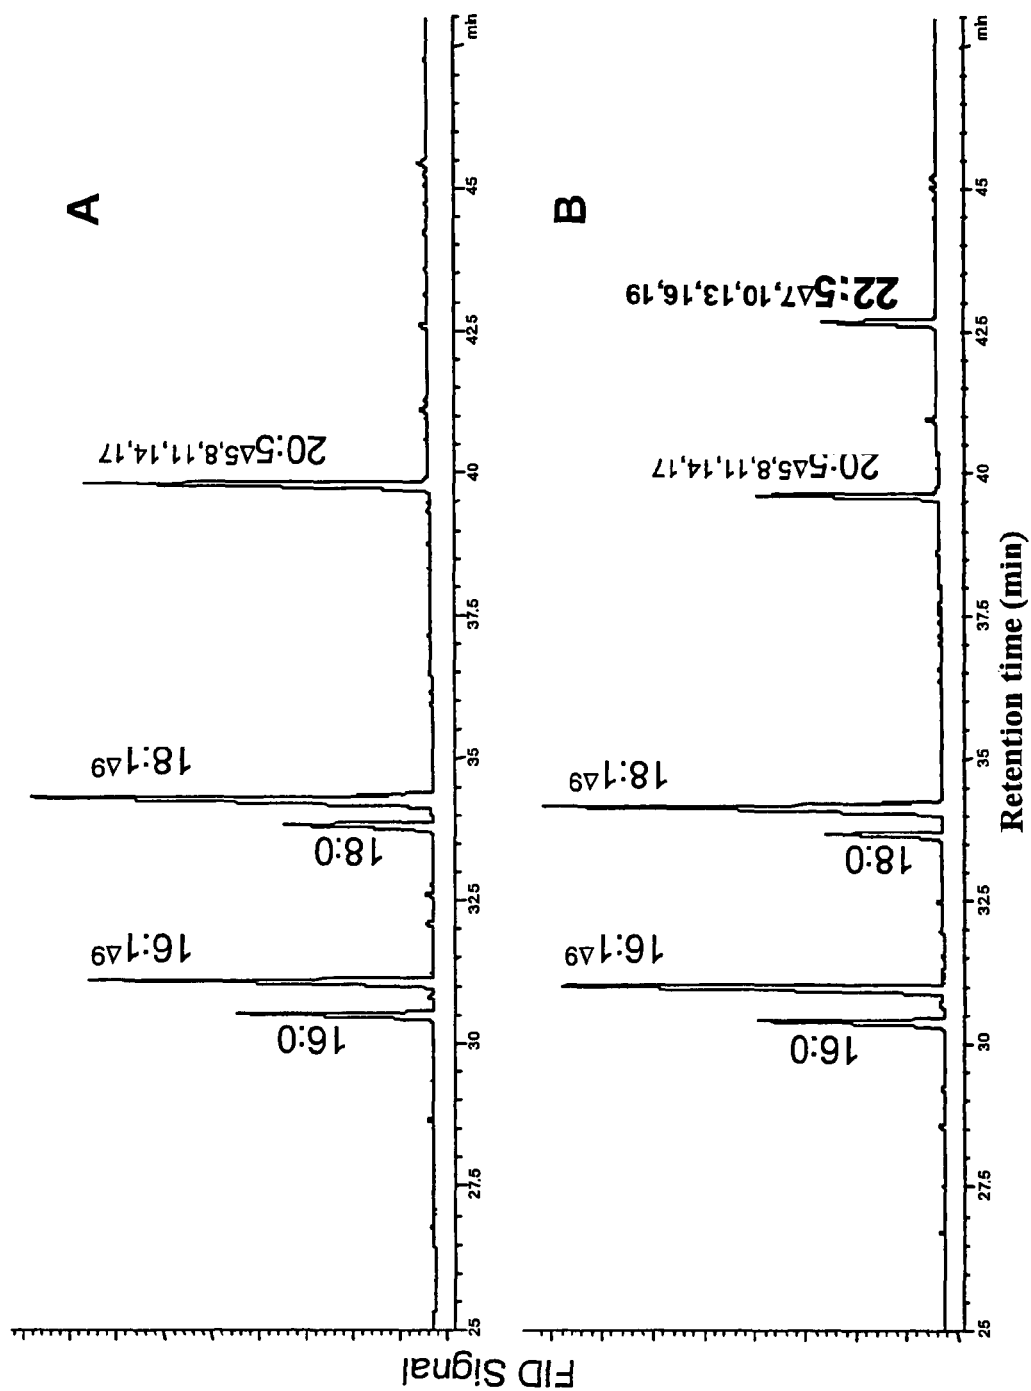 A
FID Signal
16:0
16:1Δ9
18:0
18:1Δ9
20:5Δ5,8,11,14,17
25
27.5
30
32.5
35
37.5
40
42.5
45
min
B
16:0
16:1Δ9
18:0
18:1Δ9
20:5Δ5,8,11,14,17
22:5Δ7,10,13,16,19
25
27.5
30
32.5
35
37.5
40
42.5
45
min
Retention time (min)